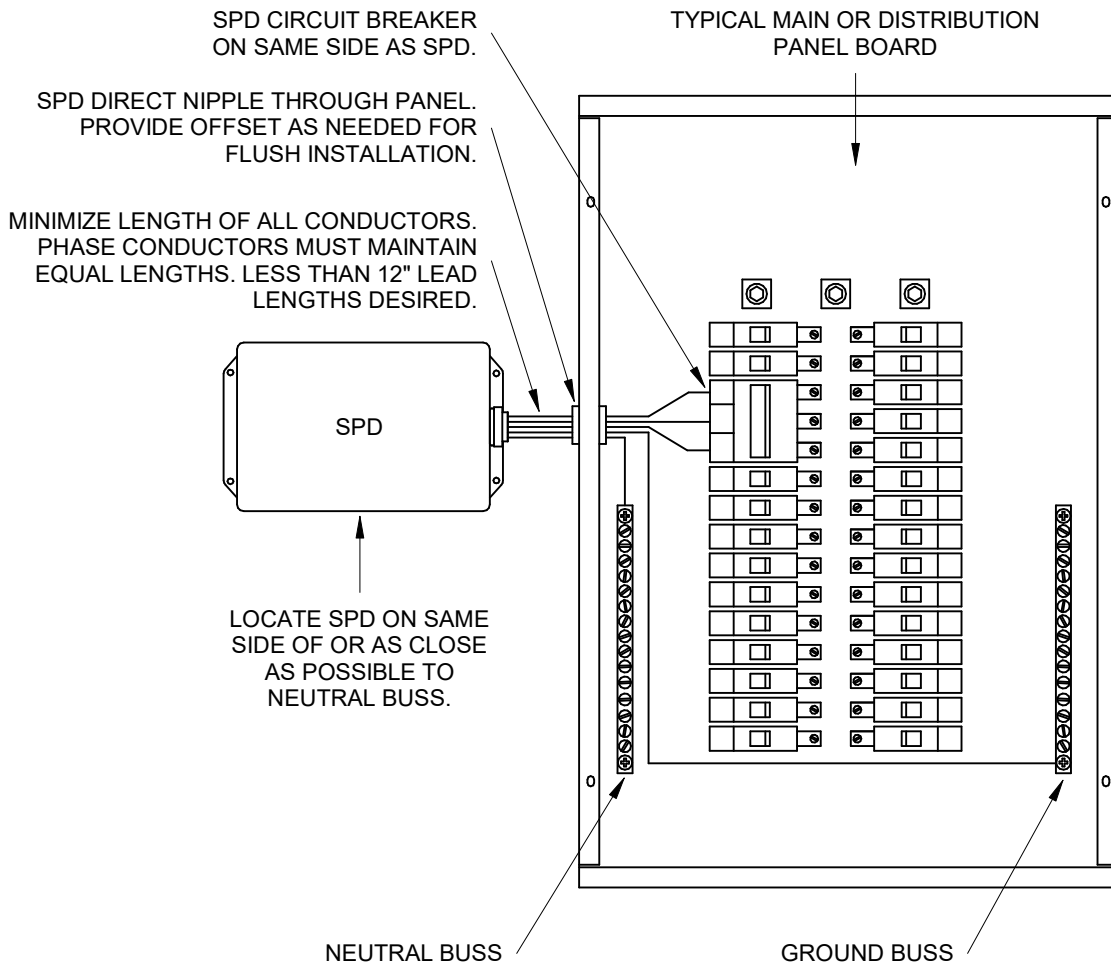 SPD CIRCUIT BREAKER
ON SAME SIDE AS SPD.
TYPICAL MAIN OR DISTRIBUTION
PANEL BOARD
SPD DIRECT NIPPLE THROUGH PANEL.
PROVIDE OFFSET AS NEEDED FOR
FLUSH INSTALLATION.
MINIMIZE LENGTH OF ALL CONDUCTORS.
PHASE CONDUCTORS MUST MAINTAIN
EQUAL LENGTHS. LESS THAN 12" LEAD
LENGTHS DESIRED.
SPD
LOCATE SPD ON SAME
SIDE OF OR AS CLOSE
AS POSSIBLE TO
NEUTRAL BUSS.
NEUTRAL BUSS
GROUND BUSS